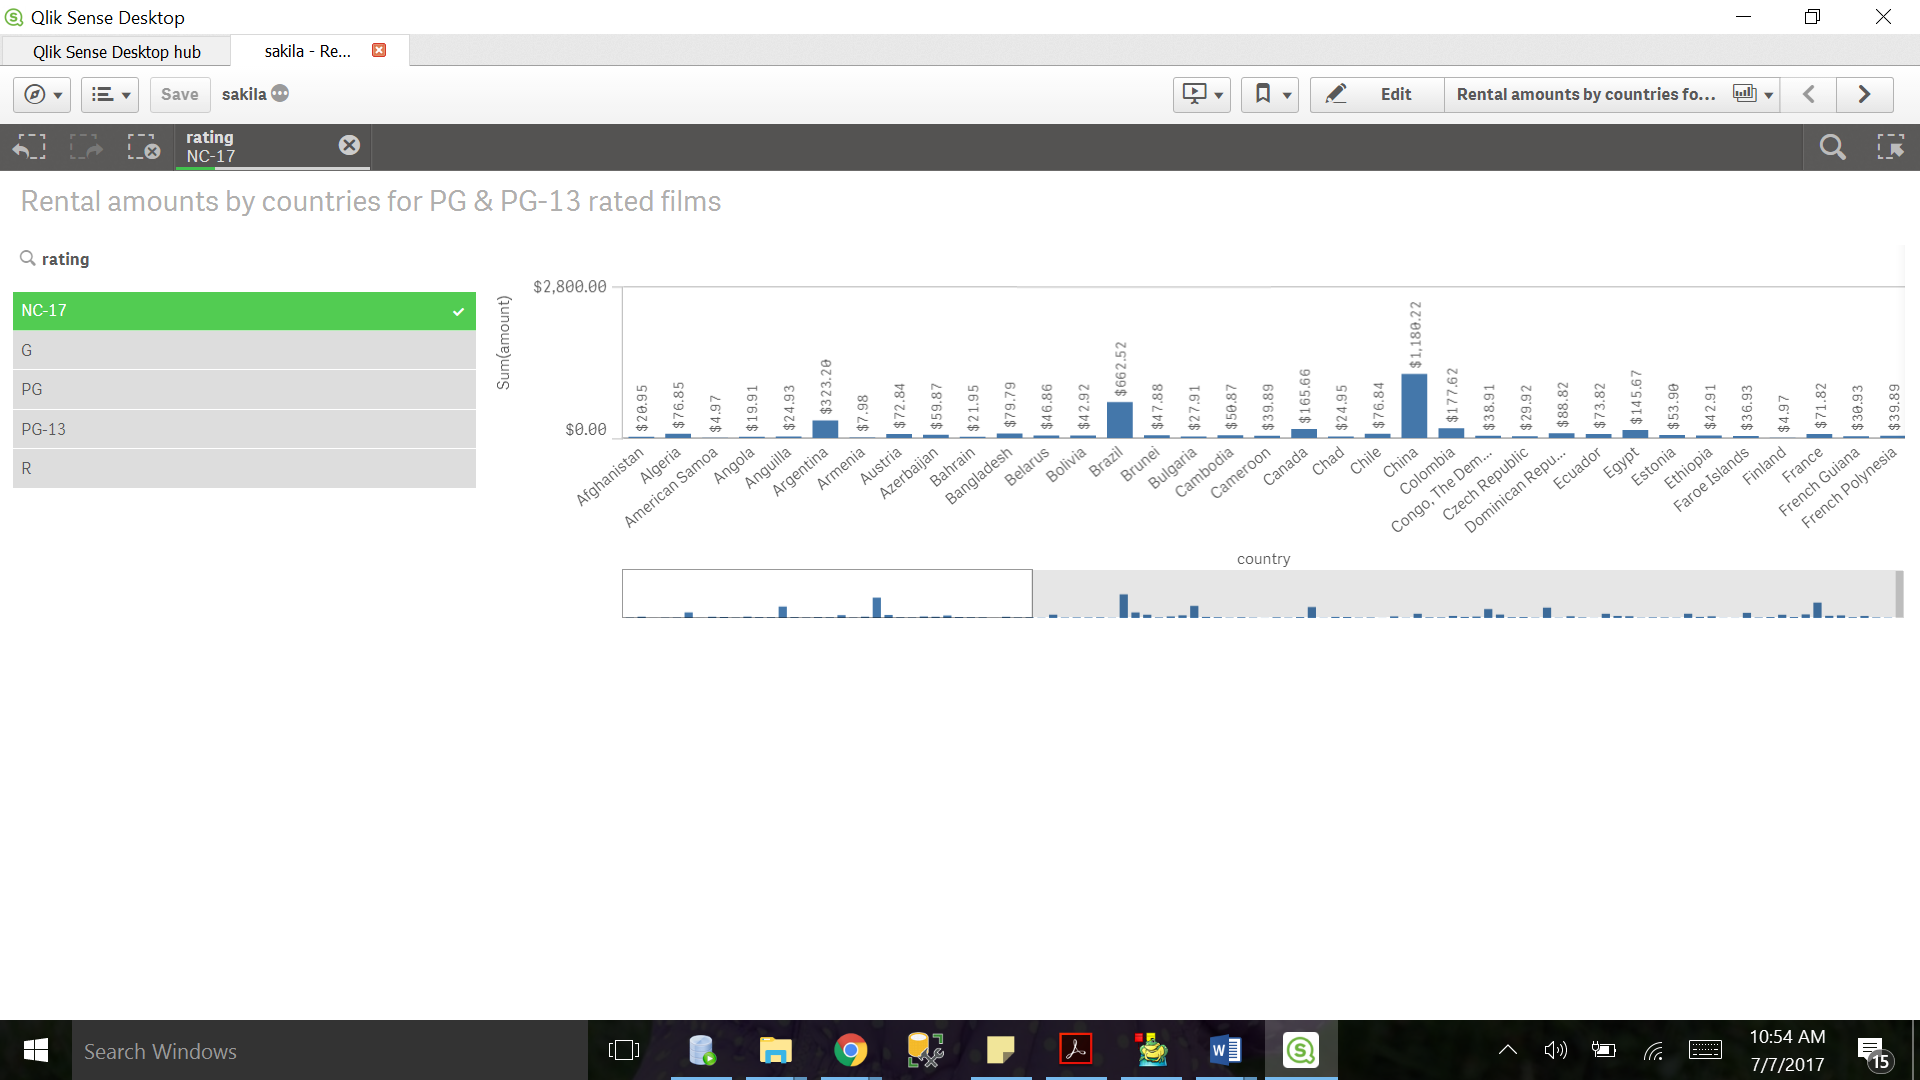 Qlik Sense Desktop
Qlik Sense Desktop hub
sakila - Re...
Save
sakila
Edit
Rental amounts by countries fo...
rating
NC-17
Rental amounts by countries for PG & PG-13 rated films
rating
NC-17
G
PG
PG-13
R
Sum(amount)
$2,800.00
$0.00
$20.95
$76.85
$4.97
$19.91
$24.93
$323.20
$7.98
$72.84
$59.87
$21.95
$79.79
$46.86
$42.92
$662.52
$47.88
$27.91
$50.87
$39.89
$165.66
$24.95
$76.84
$1,180.22
$177.62
$38.91
$29.92
$88.82
$73.82
$145.67
$53.90
$42.91
$36.93
$4.97
$71.82
$30.93
$39.89
Afghanistan
Algeria
American Samoa
Angola
Anguilla
Argentina
Armenia
Austria
Azerbaijan
Bahrain
Bangladesh
Belarus
Bolivia
Brazil
Brunei
Bulgaria
Cambodia
Cameroon
Canada
Chad
Chile
China
Colombia
Congo, The Dem...
Czech Republic
Dominican Repu...
Ecuador
Egypt
Estonia
Ethiopia
Faroe Islands
Finland
France
French Guiana
French Polynesia
country
Search Windows
10:54 AM
7/7/2017
15